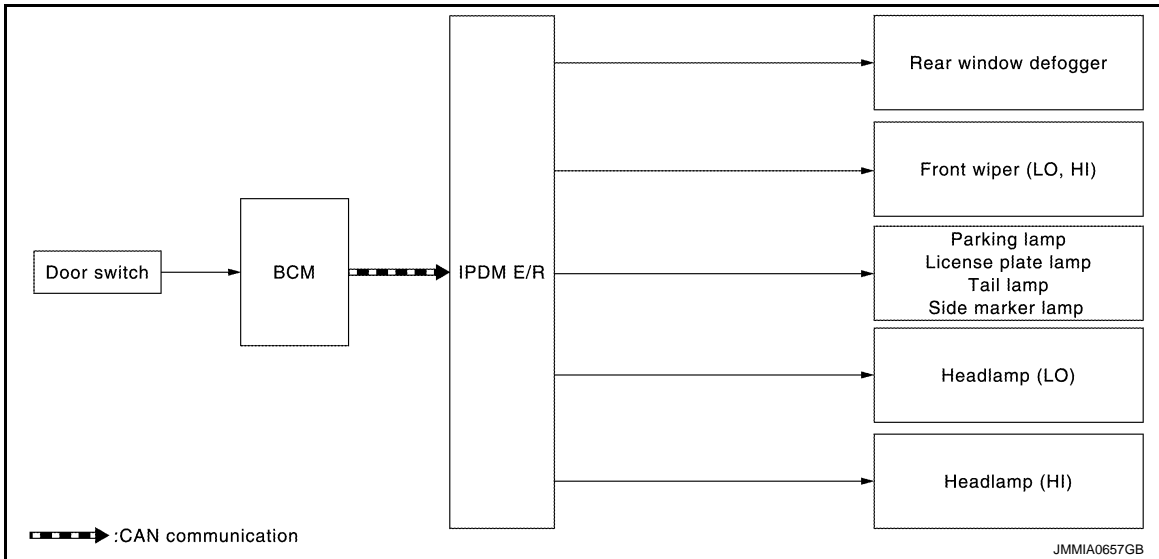 Door switch
BCM
IPDM E/R
Rear window defogger
Front wiper (LO, HI)
Parking lamp
License plate lamp
Tail lamp
Side marker lamp
Headlamp (LO)
Headlamp (HI)
:CAN communication
JMMIA0657GB